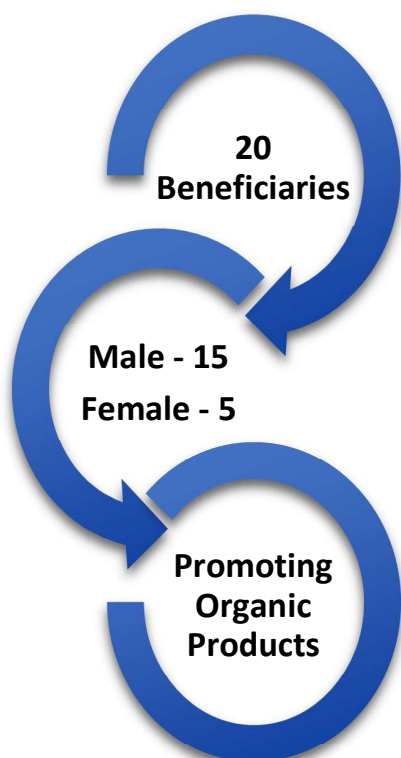 20
Beneficiaries
Male - 15
Female - 5
Promoting
Organic
Products